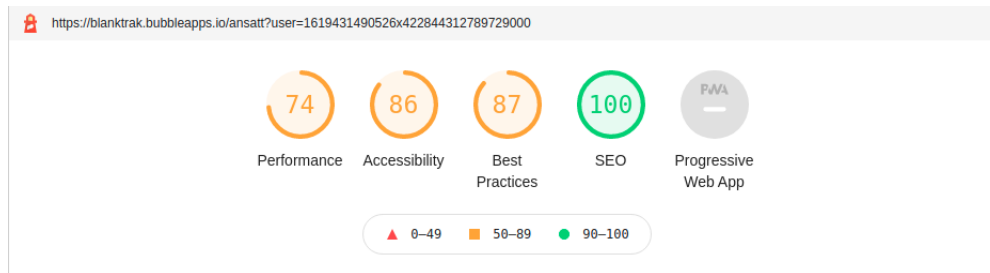 https://blanktrak.bubbleapps.io/ansatt?user=1619431490526x422844312789729000
74 86 87 100 PWA
Performance Accessibility Best Practices SEO Progressive Web App
0–49 50–89 90–100